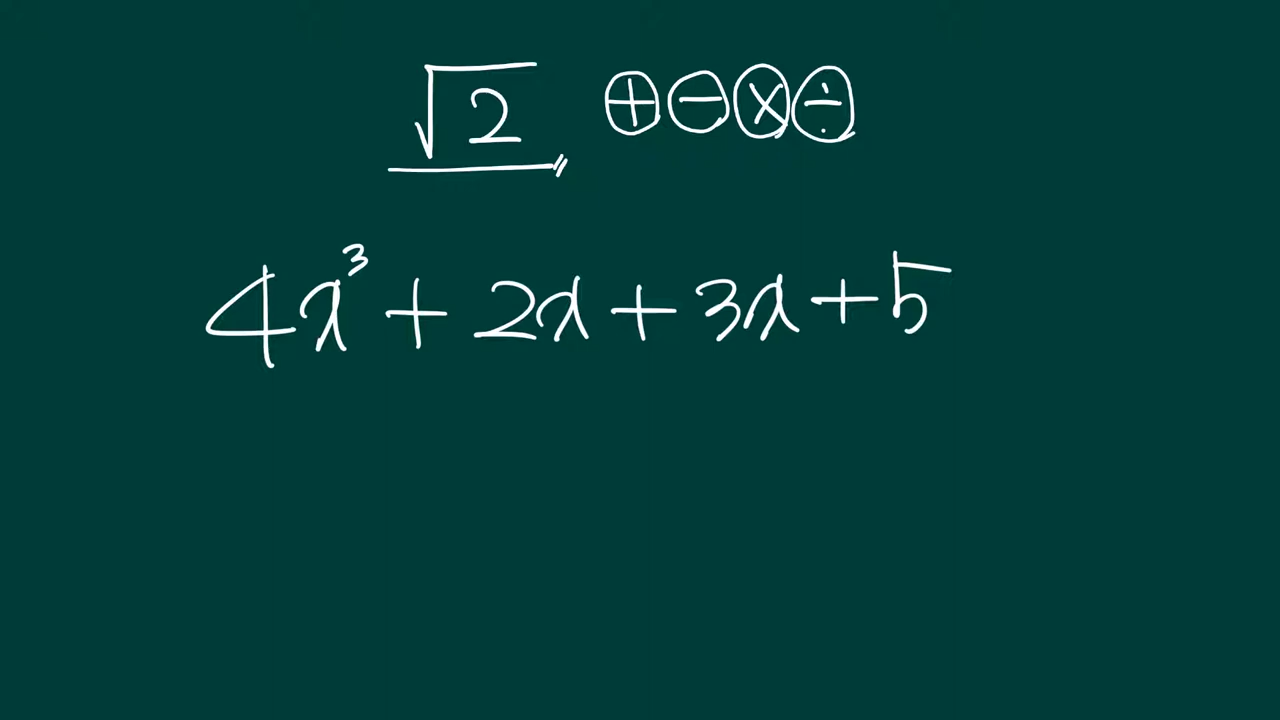 √2 ⊕ ⊖ ⊗ ÷
4x³ + 2x + 3x + 5